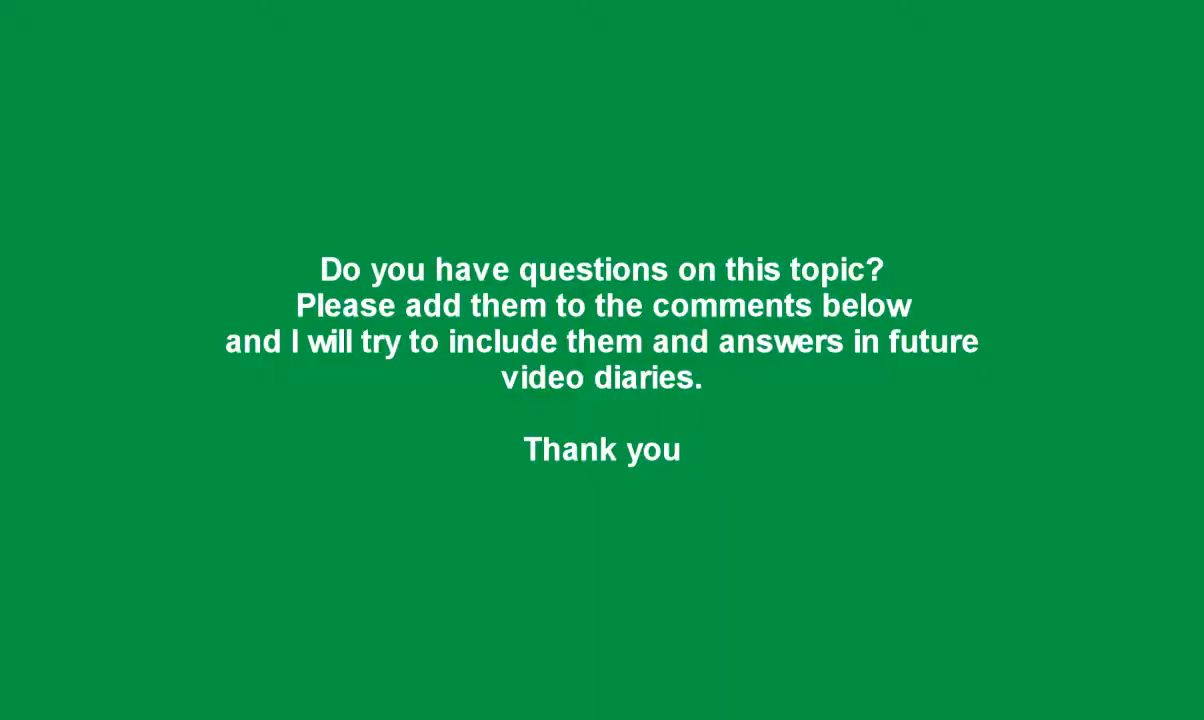 Do you have questions on this topic?
Please add them to the comments below
and I will try to include them and answers in future
video diaries.
Thank you